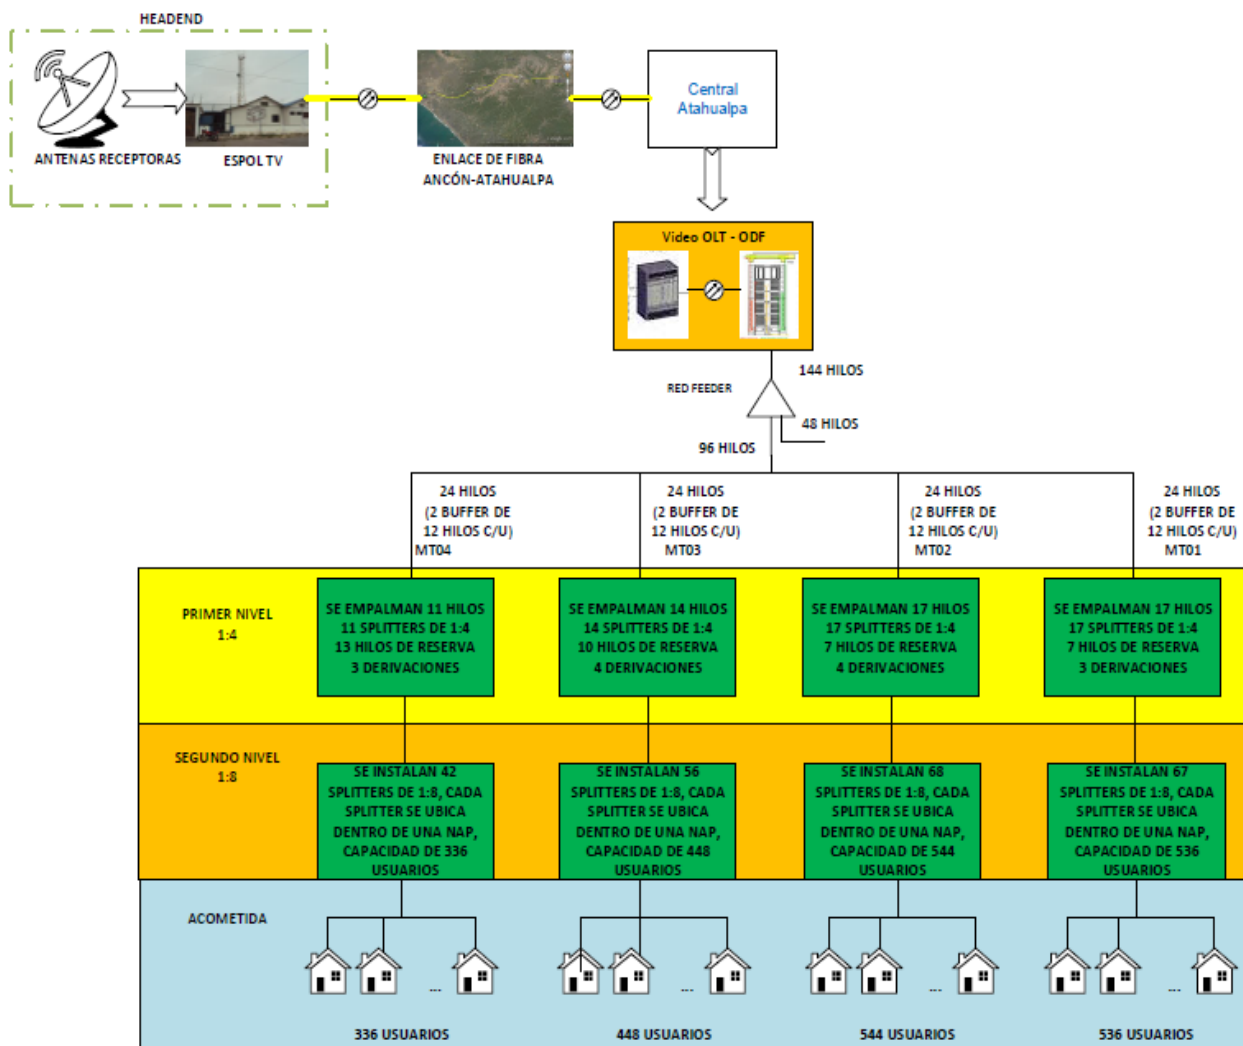 HEADEND
ANTENAS RECEPTORAS
ESPOL TV
ENLACE DE FIBRA
ANCÓN-ATAHUALPA
Central
Atahualpa
Video OLT - ODF
144 HILOS
RED FEEDER
48 HILOS
96 HILOS
24 HILOS
(2 BUFFER DE
12 HILOS C/U)
MT04
24 HILOS
(2 BUFFER DE
12 HILOS C/U)
MT03
24 HILOS
(2 BUFFER DE
12 HILOS C/U)
MT02
24 HILOS
(2 BUFFER DE
12 HILOS C/U)
MT01
PRIMER NIVEL
1:4
SE EMPALMAN 11 HILOS
11 SPLITTERS DE 1:4
13 HILOS DE RESERVA
3 DERIVACIONES
SE EMPALMAN 14 HILOS
14 SPLITTERS DE 1:4
10 HILOS DE RESERVA
4 DERIVACIONES
SE EMPALMAN 17 HILOS
17 SPLITTERS DE 1:4
7 HILOS DE RESERVA
4 DERIVACIONES
SE EMPALMAN 17 HILOS
17 SPLITTERS DE 1:4
7 HILOS DE RESERVA
3 DERIVACIONES
SEGUNDO NIVEL
1:8
SE INSTALAN 42
SPLITTERS DE 1:8, CADA
SPLITTER SE UBICA
DENTRO DE UNA NAP,
CAPACIDAD DE 336
USUARIOS
SE INSTALAN 56
SPLITTERS DE 1:8, CADA
SPLITTER SE UBICA
DENTRO DE UNA NAP,
CAPACIDAD DE 448
USUARIOS
SE INSTALAN 68
SPLITTERS DE 1:8, CADA
SPLITTER SE UBICA
DENTRO DE UNA NAP,
CAPACIDAD DE 544
USUARIOS
SE INSTALAN 67
SPLITTERS DE 1:8, CADA
SPLITTER SE UBICA
DENTRO DE UNA NAP,
CAPACIDAD DE 536
USUARIOS
ACOMETIDA
...
...
...
...
336 USUARIOS
448 USUARIOS
544 USUARIOS
536 USUARIOS